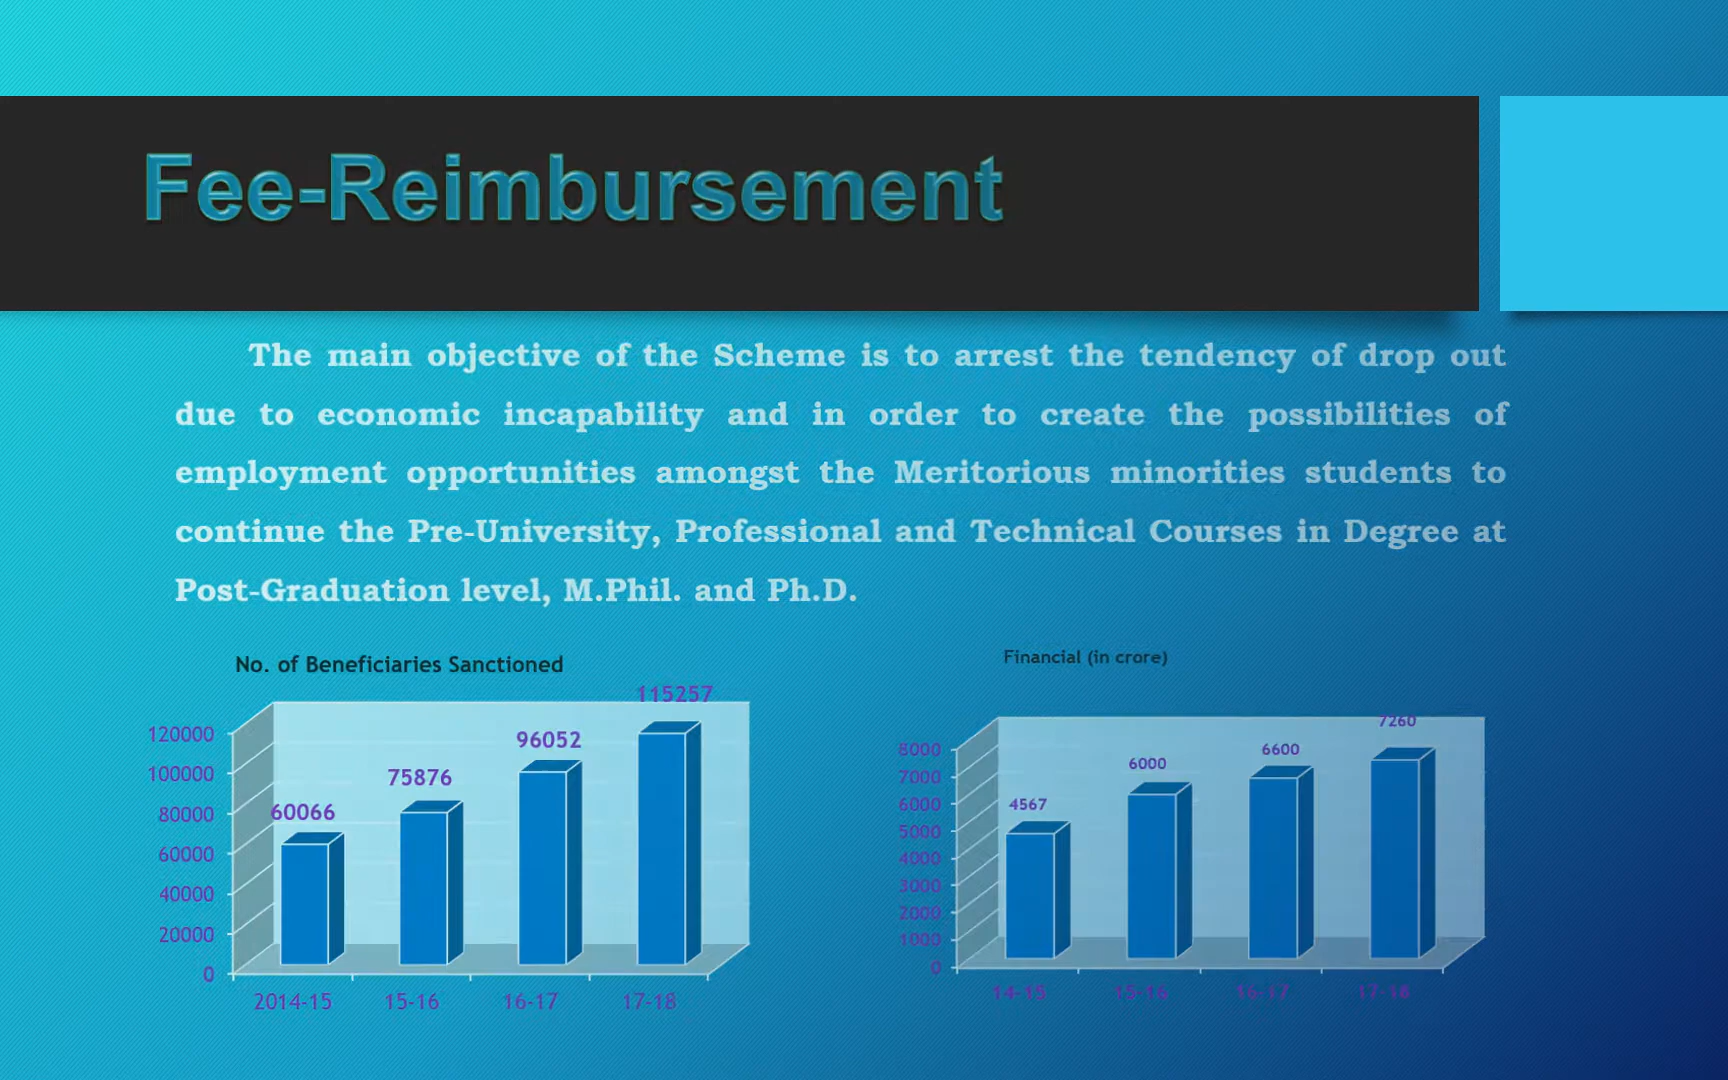 Fee-Reimbursement
The main objective of the Scheme is to arrest the tendency of drop out
due to economic incapability and in order to create the possibilities of
employment opportunities amongst the Meritorious minorities students to
continue the Pre-University, Professional and Technical Courses in Degree at
Post-Graduation level, M.Phil. and Ph.D.
No. of Beneficiaries Sanctioned
115257
96052
75876
60066
120000
100000
80000
60000
40000
20000
0
2014-15 15-16 16-17 17-18
Financial (in crore)
7260
6600
6000
4567
8000
7000
6000
5000
4000
3000
2000
1000
0
14-15 15-16 16-17 17-18